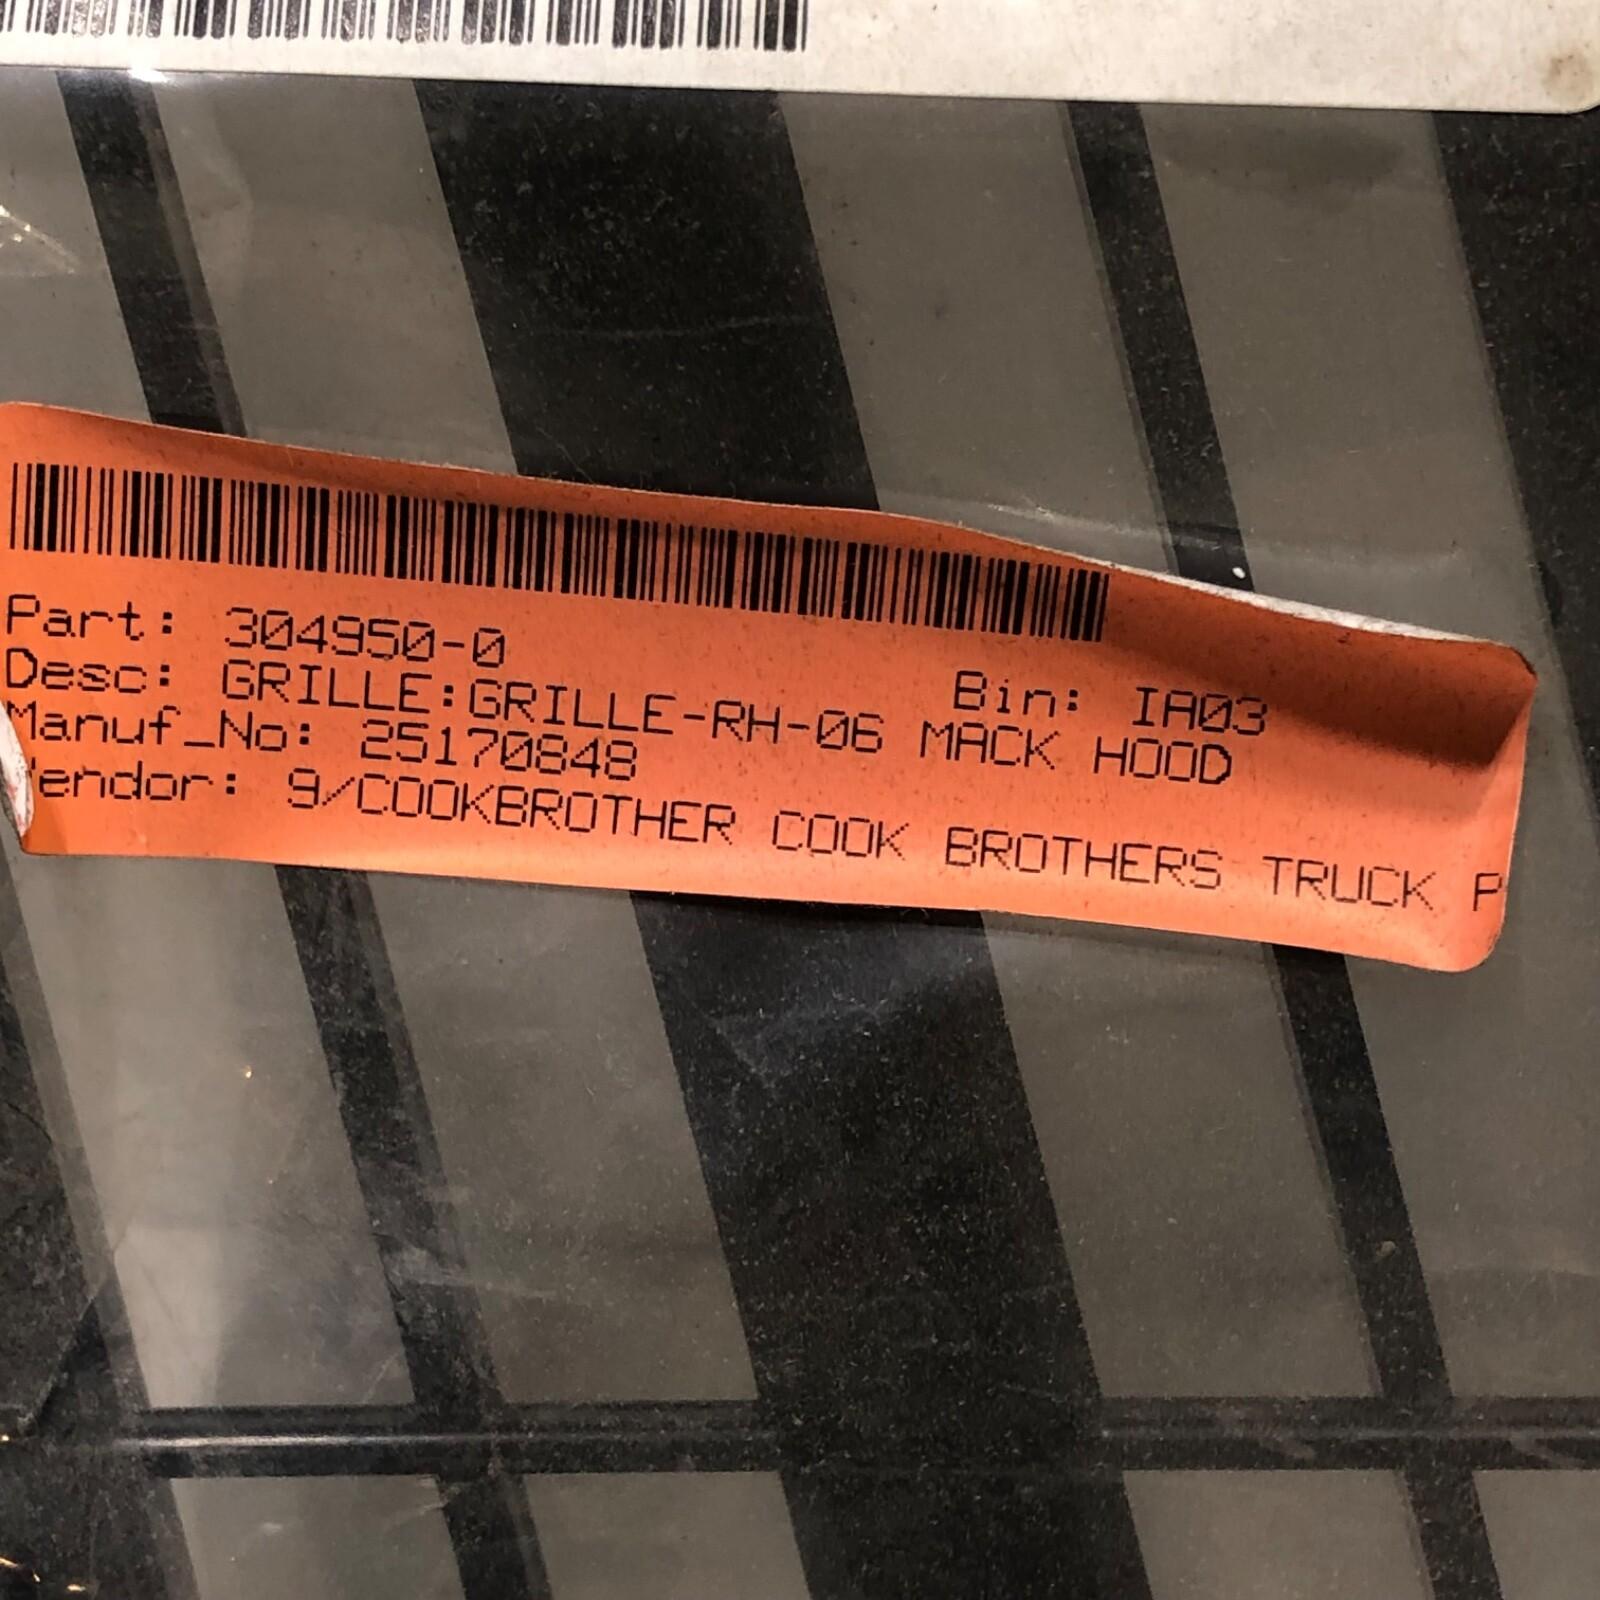 Part: 304950-0
Bin: IA03
Desc: GRILLE:GRILLE-RH-06 MACK HOOD
Manuf_No: 25170848
Vendor: 9/COOKBROTHER COOK BROTHERS TRUCK P